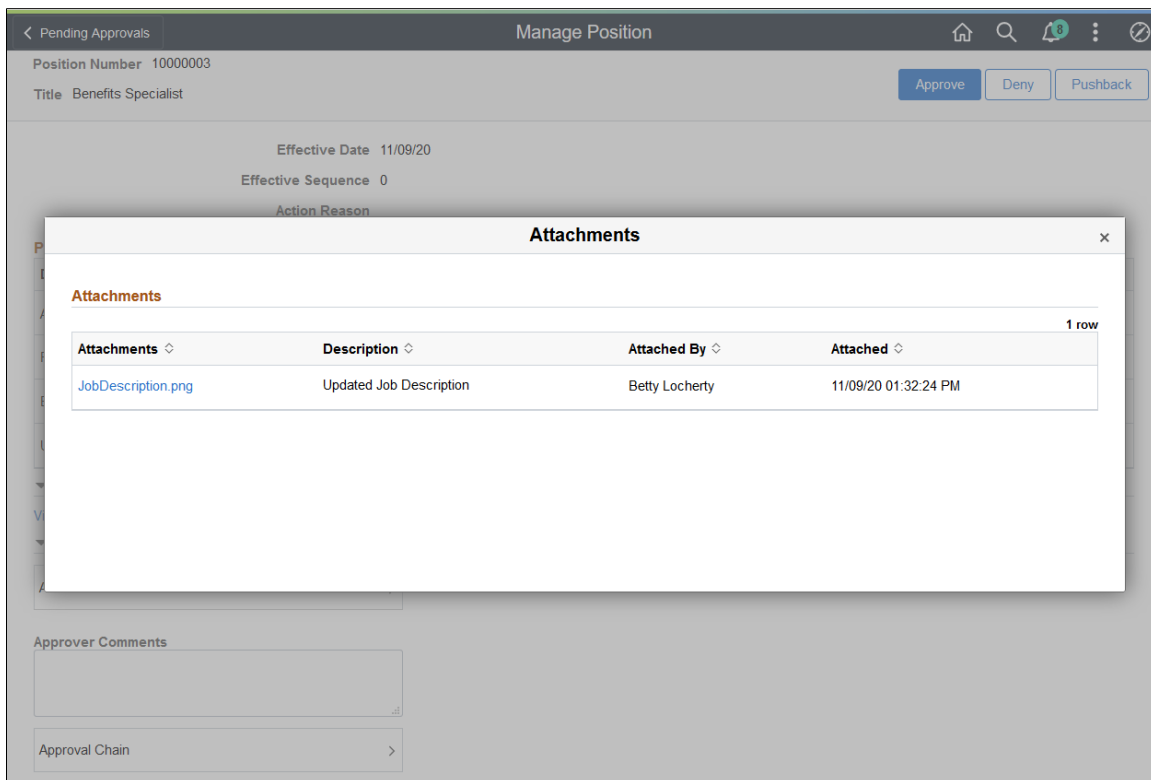 Pending Approvals
Manage Position
8
Position Number 10000003
Title Benefits Specialist
Approve
Deny
Pushback
Effective Date 11/09/20
Effective Sequence 0
Action Reason
Attachments
×
Attachments
1 row
Attachments
Description
Attached By
Attached
JobDescription.png
Updated Job Description
Betty Locherty
11/09/20 01:32:24 PM
Approver Comments
Approval Chain